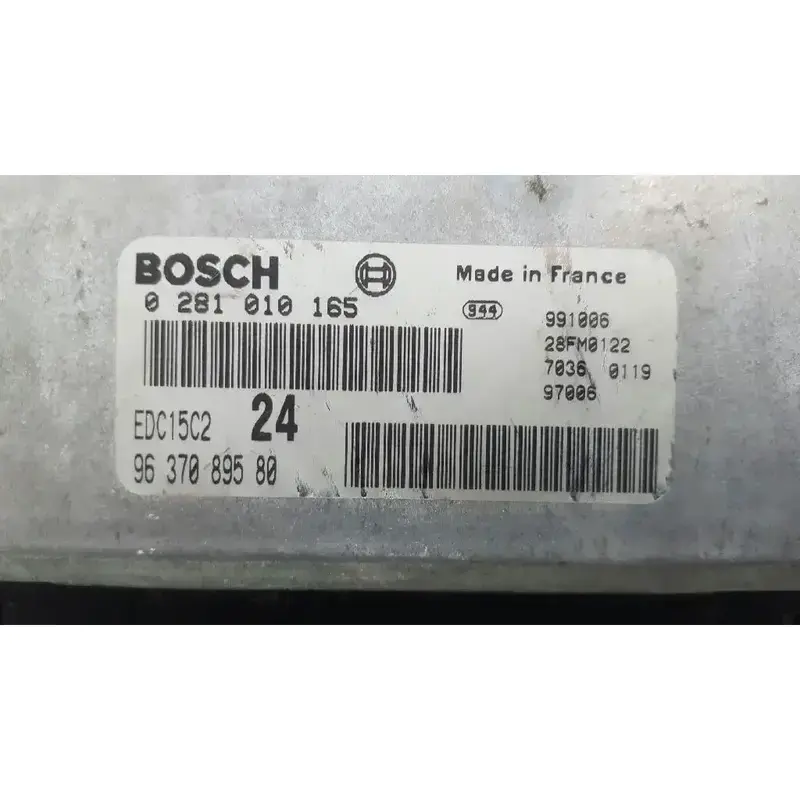 BOSCH Made in France
0 281 010 165 944 991006
28FM0122
7036 0119
97006
EDC15C2 24
96 370 895 80